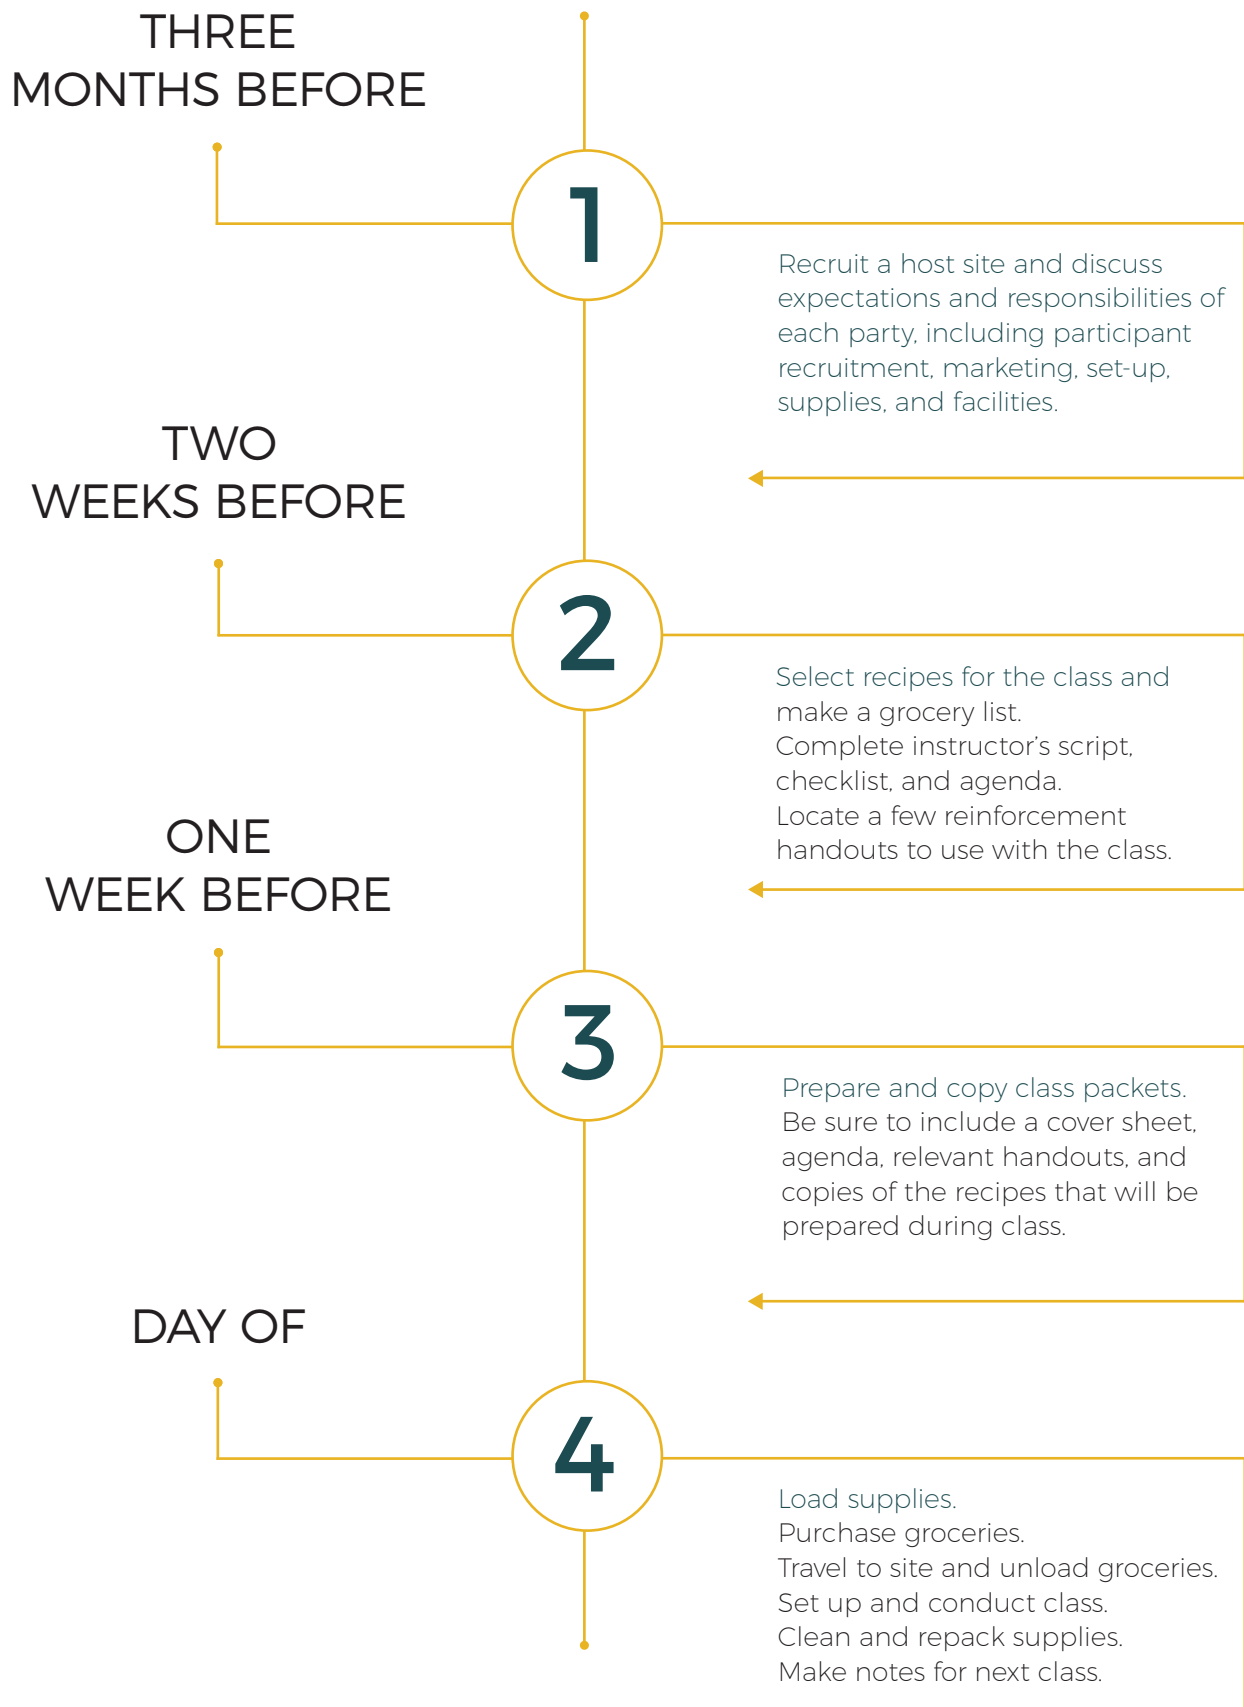 THREE
MONTHS BEFORE
1
Recruit a host site and discuss
expectations and responsibilities of
each party, including participant
recruitment, marketing, set-up,
supplies, and facilities.
TWO
WEEKS BEFORE
2
Select recipes for the class and
make a grocery list.
Complete instructor’s script,
checklist, and agenda.
Locate a few reinforcement
handouts to use with the class.
ONE
WEEK BEFORE
3
Prepare and copy class packets.
Be sure to include a cover sheet,
agenda, relevant handouts, and
copies of the recipes that will be
prepared during class.
DAY OF
4
Load supplies.
Purchase groceries.
Travel to site and unload groceries.
Set up and conduct class.
Clean and repack supplies.
Make notes for next class.